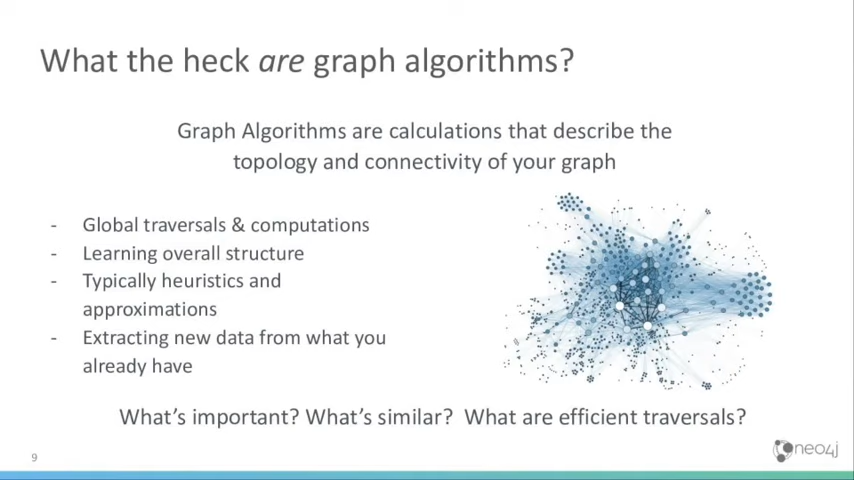 What the heck are graph algorithms?
Graph Algorithms are calculations that describe the
topology and connectivity of your graph
- Global traversals & computations
- Learning overall structure
- Typically heuristics and
approximations
- Extracting new data from what you
already have
What's important? What's similar? What are efficient traversals?
9
neo4j